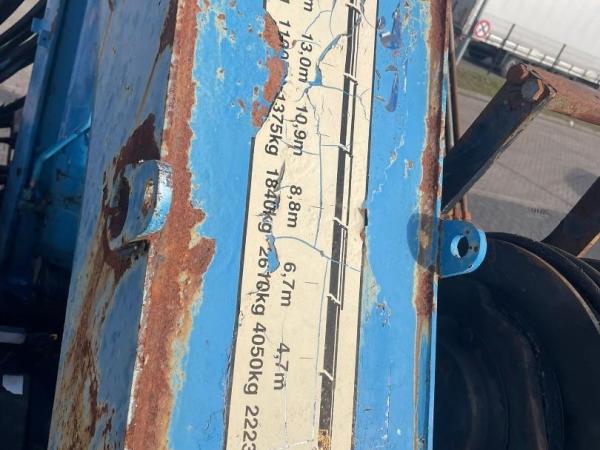 13,0m 10,9m 8,8m 6,7m 4,7m
1375kg 1840kg 2610kg 4050kg 2223